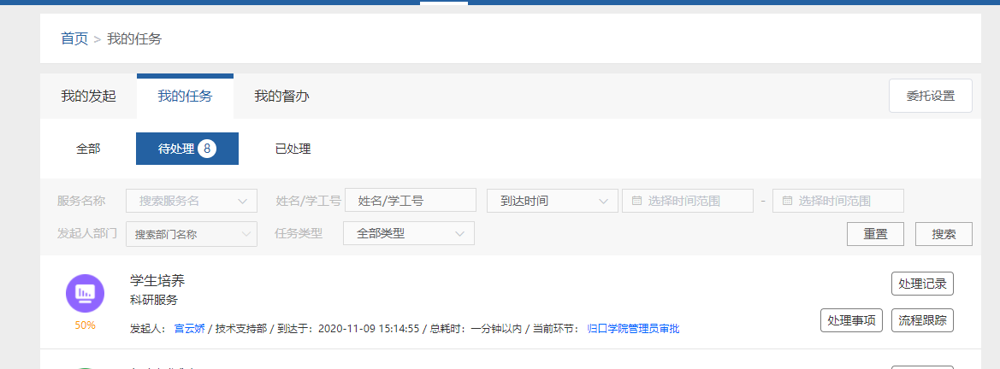 首页 > 我的任务
我的发起 我的任务 我的督办 委托设置
全部 待处理 8 已处理
服务名称 搜索服务名 姓名/学工号 姓名/学工号 到达时间 选择时间范围 - 选择时间范围
发起人部门 搜索部门名称 任务类型 全部类型 重置 搜索
学生培养 处理记录
科研服务
50% 发起人： 宫云娇 / 技术支持部 / 到达于：2020-11-09 15:14:55 / 总耗时：一分钟以内 / 当前环节： 归口学院管理员审批 处理事项 流程跟踪